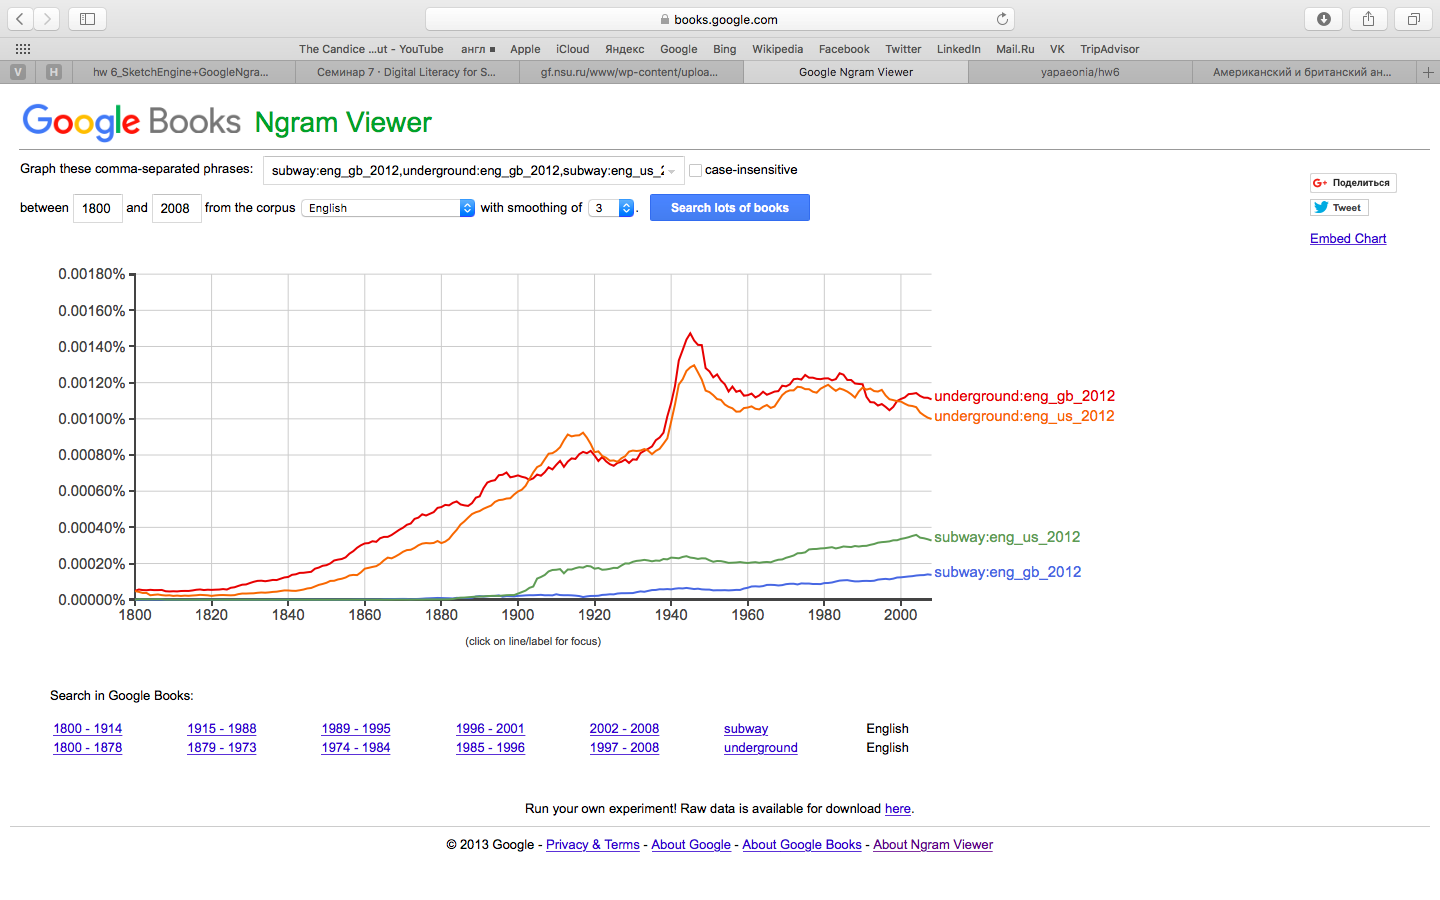 books.google.com
The Candice ...ut - YouTube англ Apple iCloud Яндекс Google Bing Wikipedia Facebook Twitter LinkedIn Mail.Ru VK TripAdvisor
V H hw 6_SketchEngine+GoogleNgra... Семинар 7 · Digital Literacy for S... gf.nsu.ru/www/wp-content/uploa... Google Ngram Viewer yapaeonia/hw6 Американский и британский ан...
Google Books Ngram Viewer
Graph these comma-separated phrases: subway:eng_gb_2012,underground:eng_gb_2012,subway:eng_us_2 case-insensitive
between 1800 and 2008 from the corpus English with smoothing of 3 . Search lots of books
G+ Поделиться
Tweet
Embed Chart
0.00180%
0.00160%
0.00140%
0.00120%
0.00100%
0.00080%
0.00060%
0.00040%
0.00020%
0.00000%
underground:eng_gb_2012
underground:eng_us_2012
subway:eng_us_2012
subway:eng_gb_2012
1800 1820 1840 1860 1880 1900 1920 1940 1960 1980 2000
(click on line/label for focus)
Search in Google Books:
1800 - 1914 1915 - 1988 1989 - 1995 1996 - 2001 2002 - 2008 subway English
1800 - 1878 1879 - 1973 1974 - 1984 1985 - 1996 1997 - 2008 underground English
Run your own experiment! Raw data is available for download here.
© 2013 Google - Privacy & Terms - About Google - About Google Books - About Ngram Viewer